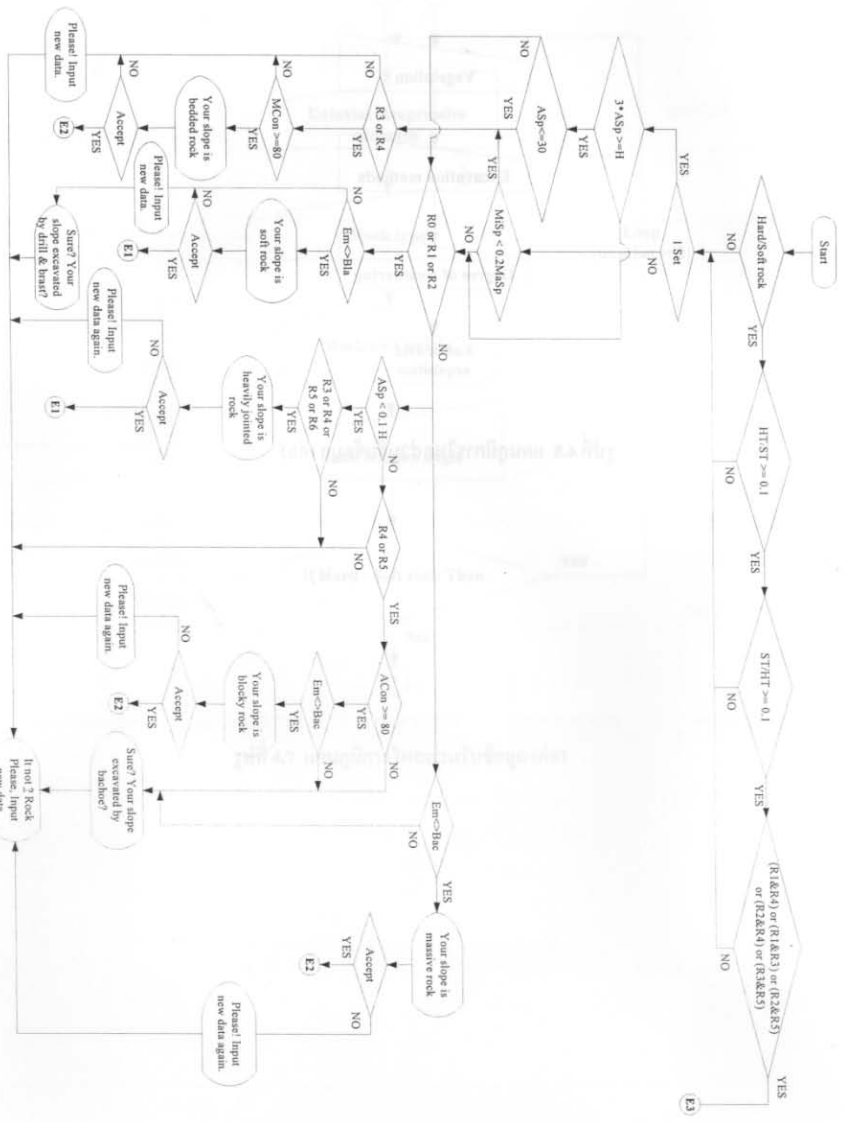 Start
Hard/Soft rock
YES
NO
HT/ST >= 0.1
YES
NO
ST/HT >= 0.1
YES
NO
(R1&R4) or (R1&R3) or (R2&R5)
or (R2&R4) or (R3&R5)
YES
NO
E3
1 Set
YES
NO
3* ASp >=H
YES
NO
ASp<=30
YES
NO
MiSp < 0.2MaSp
YES
NO
R3 or R4
YES
NO
MCon >=80
YES
NO
Your slope is
bedded rock
Accept
YES
NO
E2
Please! Input
new data.
R0 or R1 or R2
YES
NO
Em<>Bla
YES
NO
Your slope is
soft rock
Accept
YES
NO
E1
Please! Input
new data.
Sure? Your
slope excavated
by drill & brast?
ASp < 0.1 H
YES
NO
R3 or R4 or
R5 or R6
YES
NO
Your slope is
heavily jointed
rock
Accept
YES
NO
E1
Please! Input
new data again.
R4 or R5
YES
NO
ACon >= 80
YES
NO
Em<>Bac
YES
NO
Your slope is
blocky rock
Accept
YES
NO
E2
Please! Input
new data again.
Sure? Your slope
excavated by
bachoe?
Em<>Bac
YES
NO
Your slope is
massive rock
Accept
YES
NO
E2
Please! Input
new data again.
It not ? Rock
Please, Input
new data